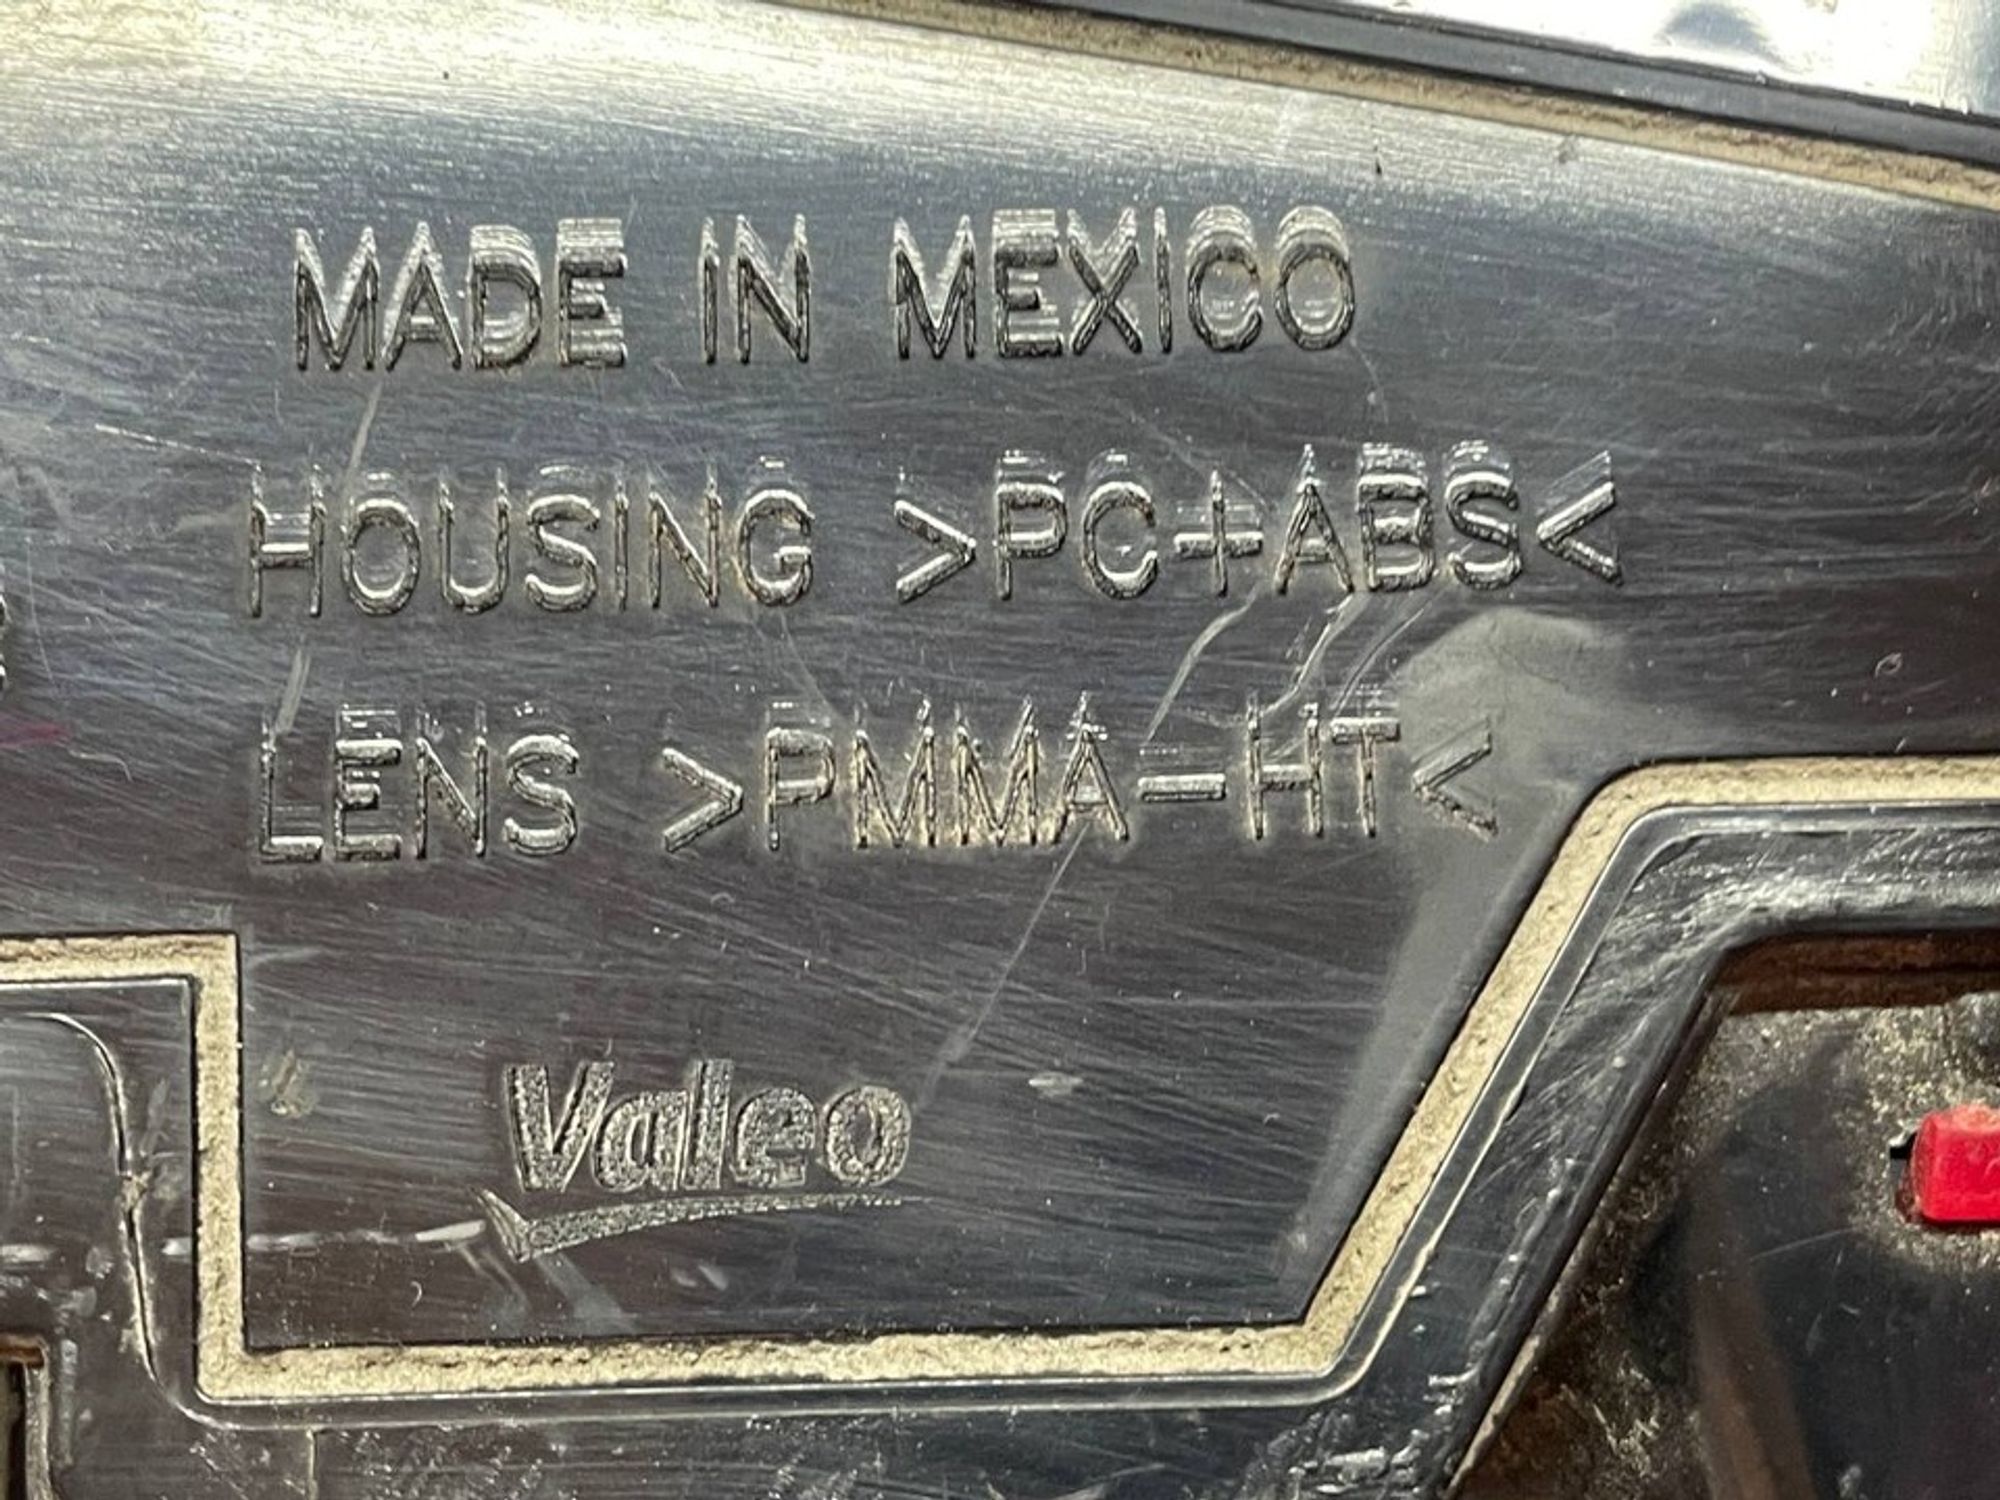 MADE IN MEXICO
HOUSING >PC+ABS<
LENS >PMMA-HT<
Valeo